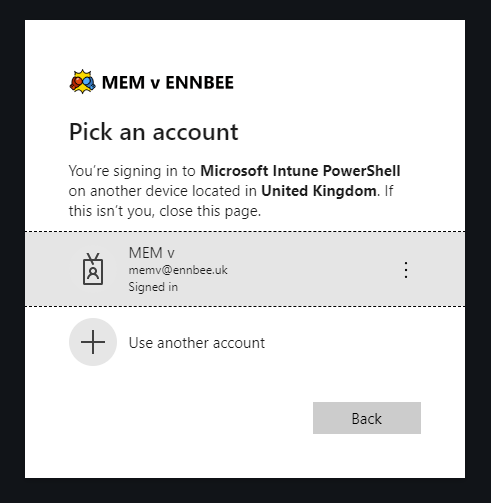 MEM v ENNBEE
Pick an account
You’re signing in to Microsoft Intune PowerShell
on another device located in United Kingdom. If
this isn’t you, close this page.
MEM v
memv@ennbee.uk
Signed in
Use another account
Back